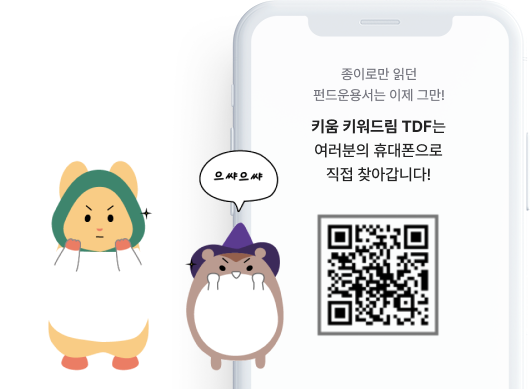 종이로만 읽던
펀드운용서는 이제 그만!
키움 키워드림 TDF는
여러분의 휴대폰으로
직접 찾아갑니다!
으쌰으쌰